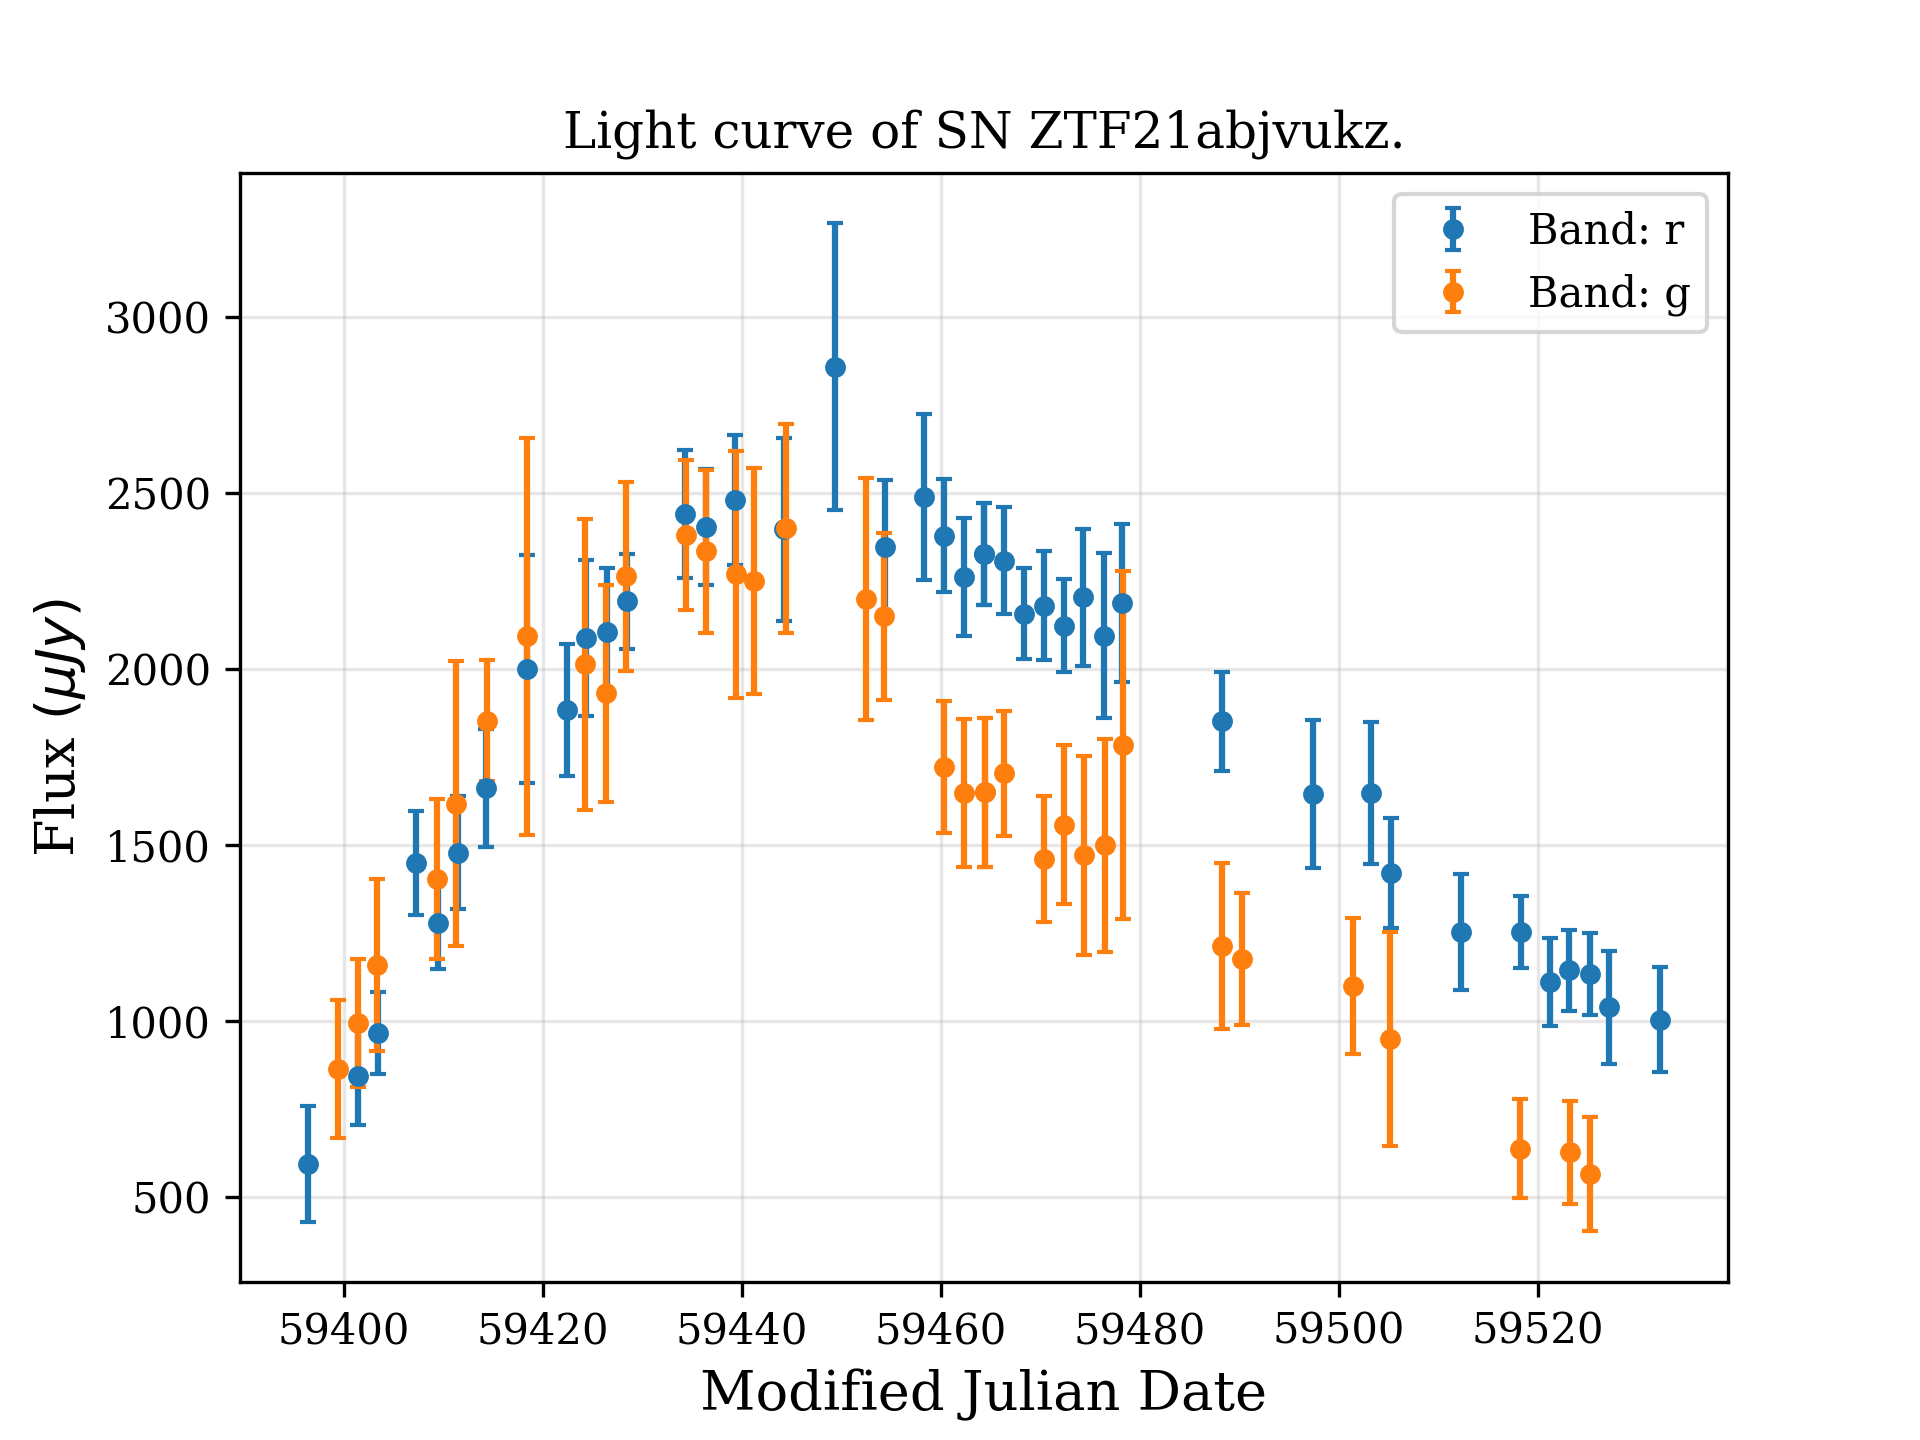 Light curve of SN ZTF21abjvukz.
Band: r
Band: g
Flux (μJy)
3000
2500
2000
1500
1000
500
59400 59420 59440 59460 59480 59500 59520
Modified Julian Date